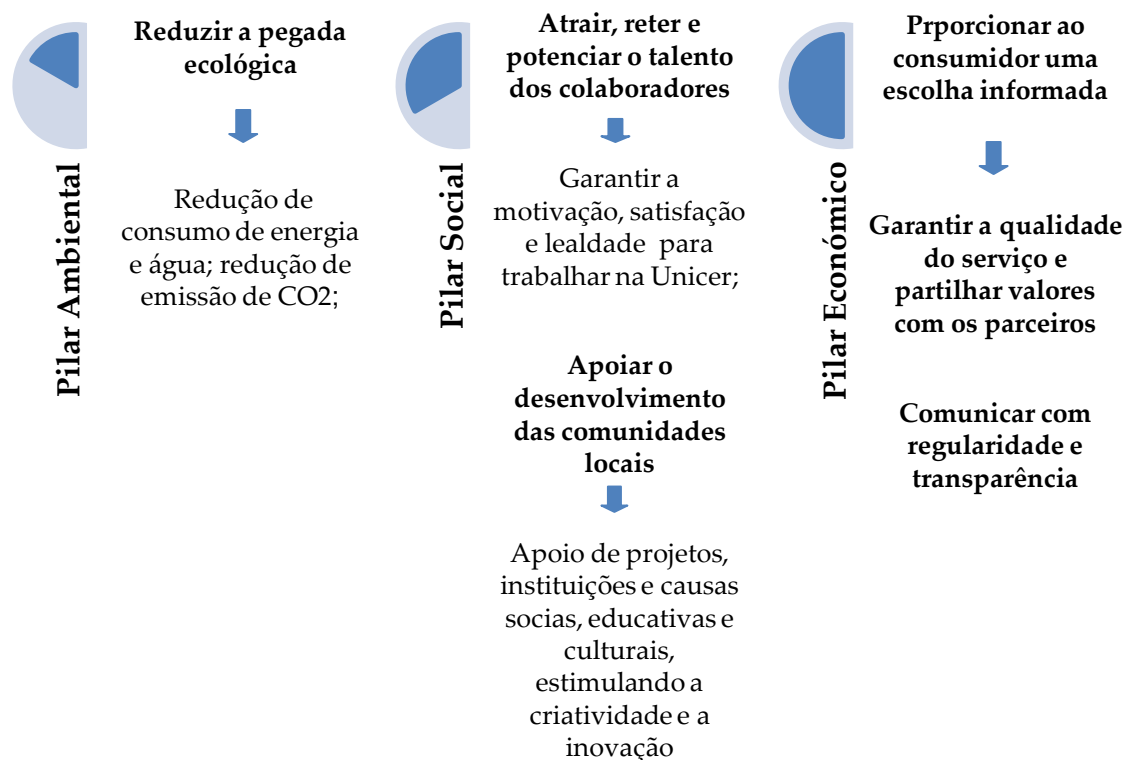 Pilar Ambiental
Reduzir a pegada
ecológica
Redução de
consumo de energia
e água; redução de
emissão de CO2;
Pilar Social
Atrair, reter e
potenciar o talento
dos colaboradores
Garantir a
motivação, satisfação
e lealdade para
trabalhar na Unicer;
Apoiar o
desenvolvimento
das comunidades
locais
Apoio de projetos,
instituições e causas
socias, educativas e
culturais,
estimulando a
criatividade e a
inovação
Pilar Económico
Prporcionar ao
consumidor uma
escolha informada
Garantir a qualidade
do serviço e
partilhar valores
com os parceiros
Comunicar com
regularidade e
transparência